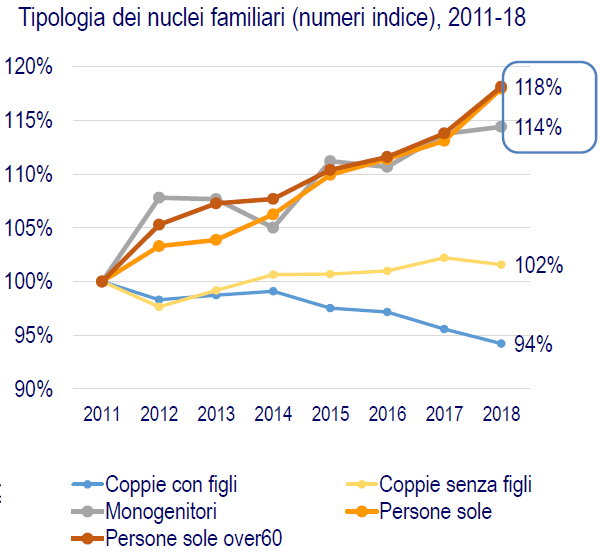 Tipologia dei nuclei familiari (numeri indice), 2011-18
120%
118%
115%
114%
110%
105%
100%
102%
95%
94%
90%
2011 2012 2013 2014 2015 2016 2017 2018
Coppie con figli Coppie senza figli
Monogenitori Persone sole
Persone sole over60